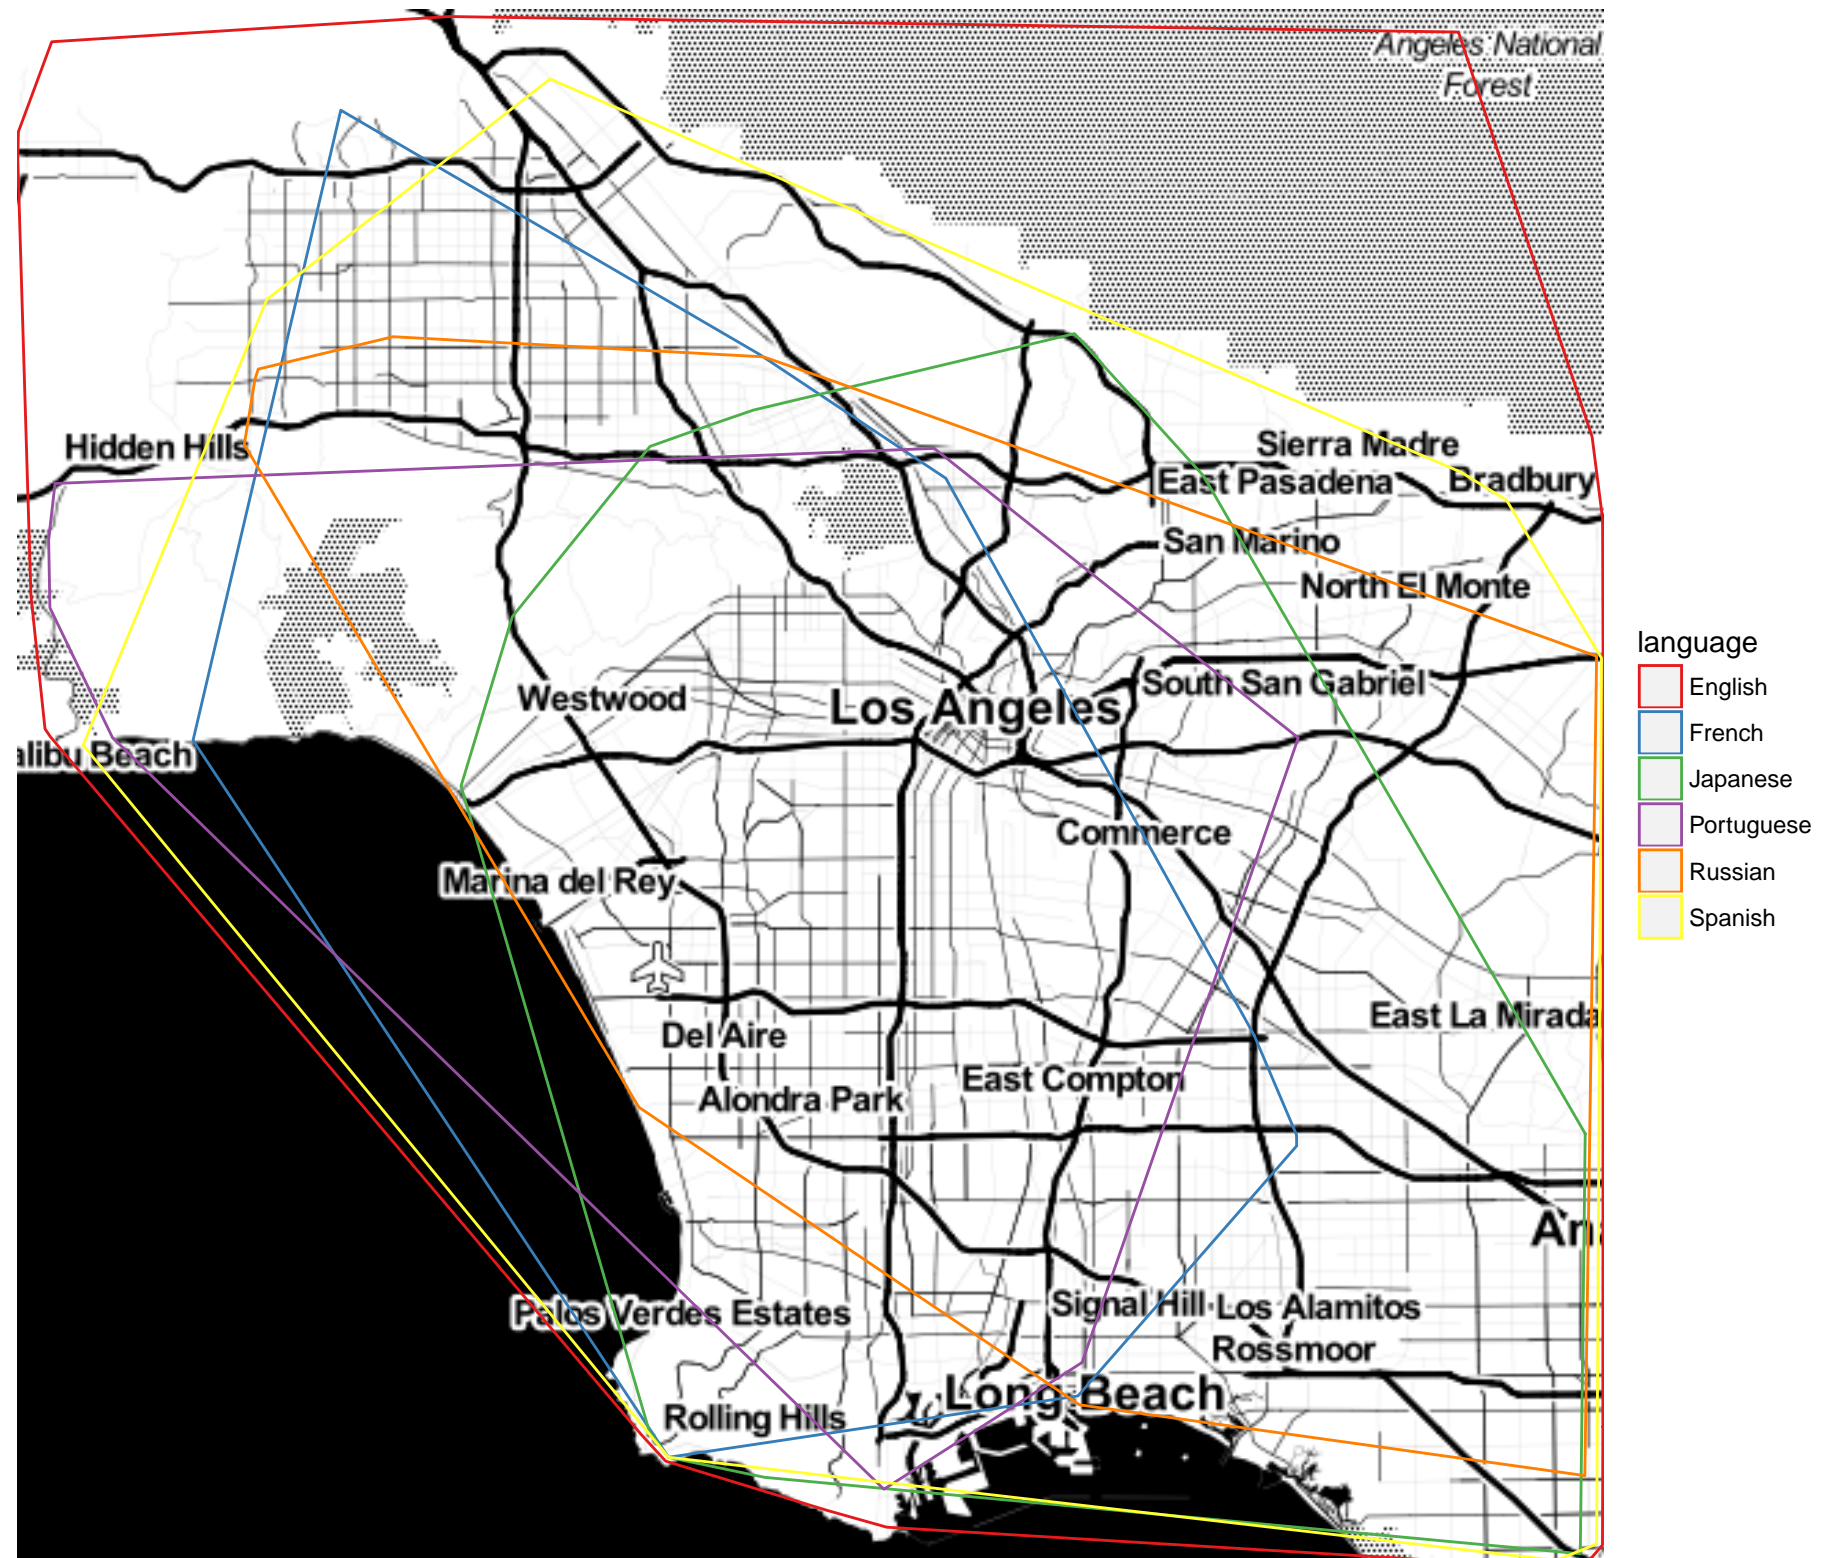 Angeles National
Forest
Hidden Hills
Sierra Madre
East Pasadena
Bradbury
San Marino
North El Monte
Westwood
Los Angeles
South San Gabriel
alibu Beach
Commerce
Marina del Rey
East La Mirada
Del Aire
East Compton
Alondra Park
An
Palos Verdes Estates
Signal Hill
Los Alamitos
Rossmoor
Long Beach
Rolling Hills
language
English
French
Japanese
Portuguese
Russian
Spanish